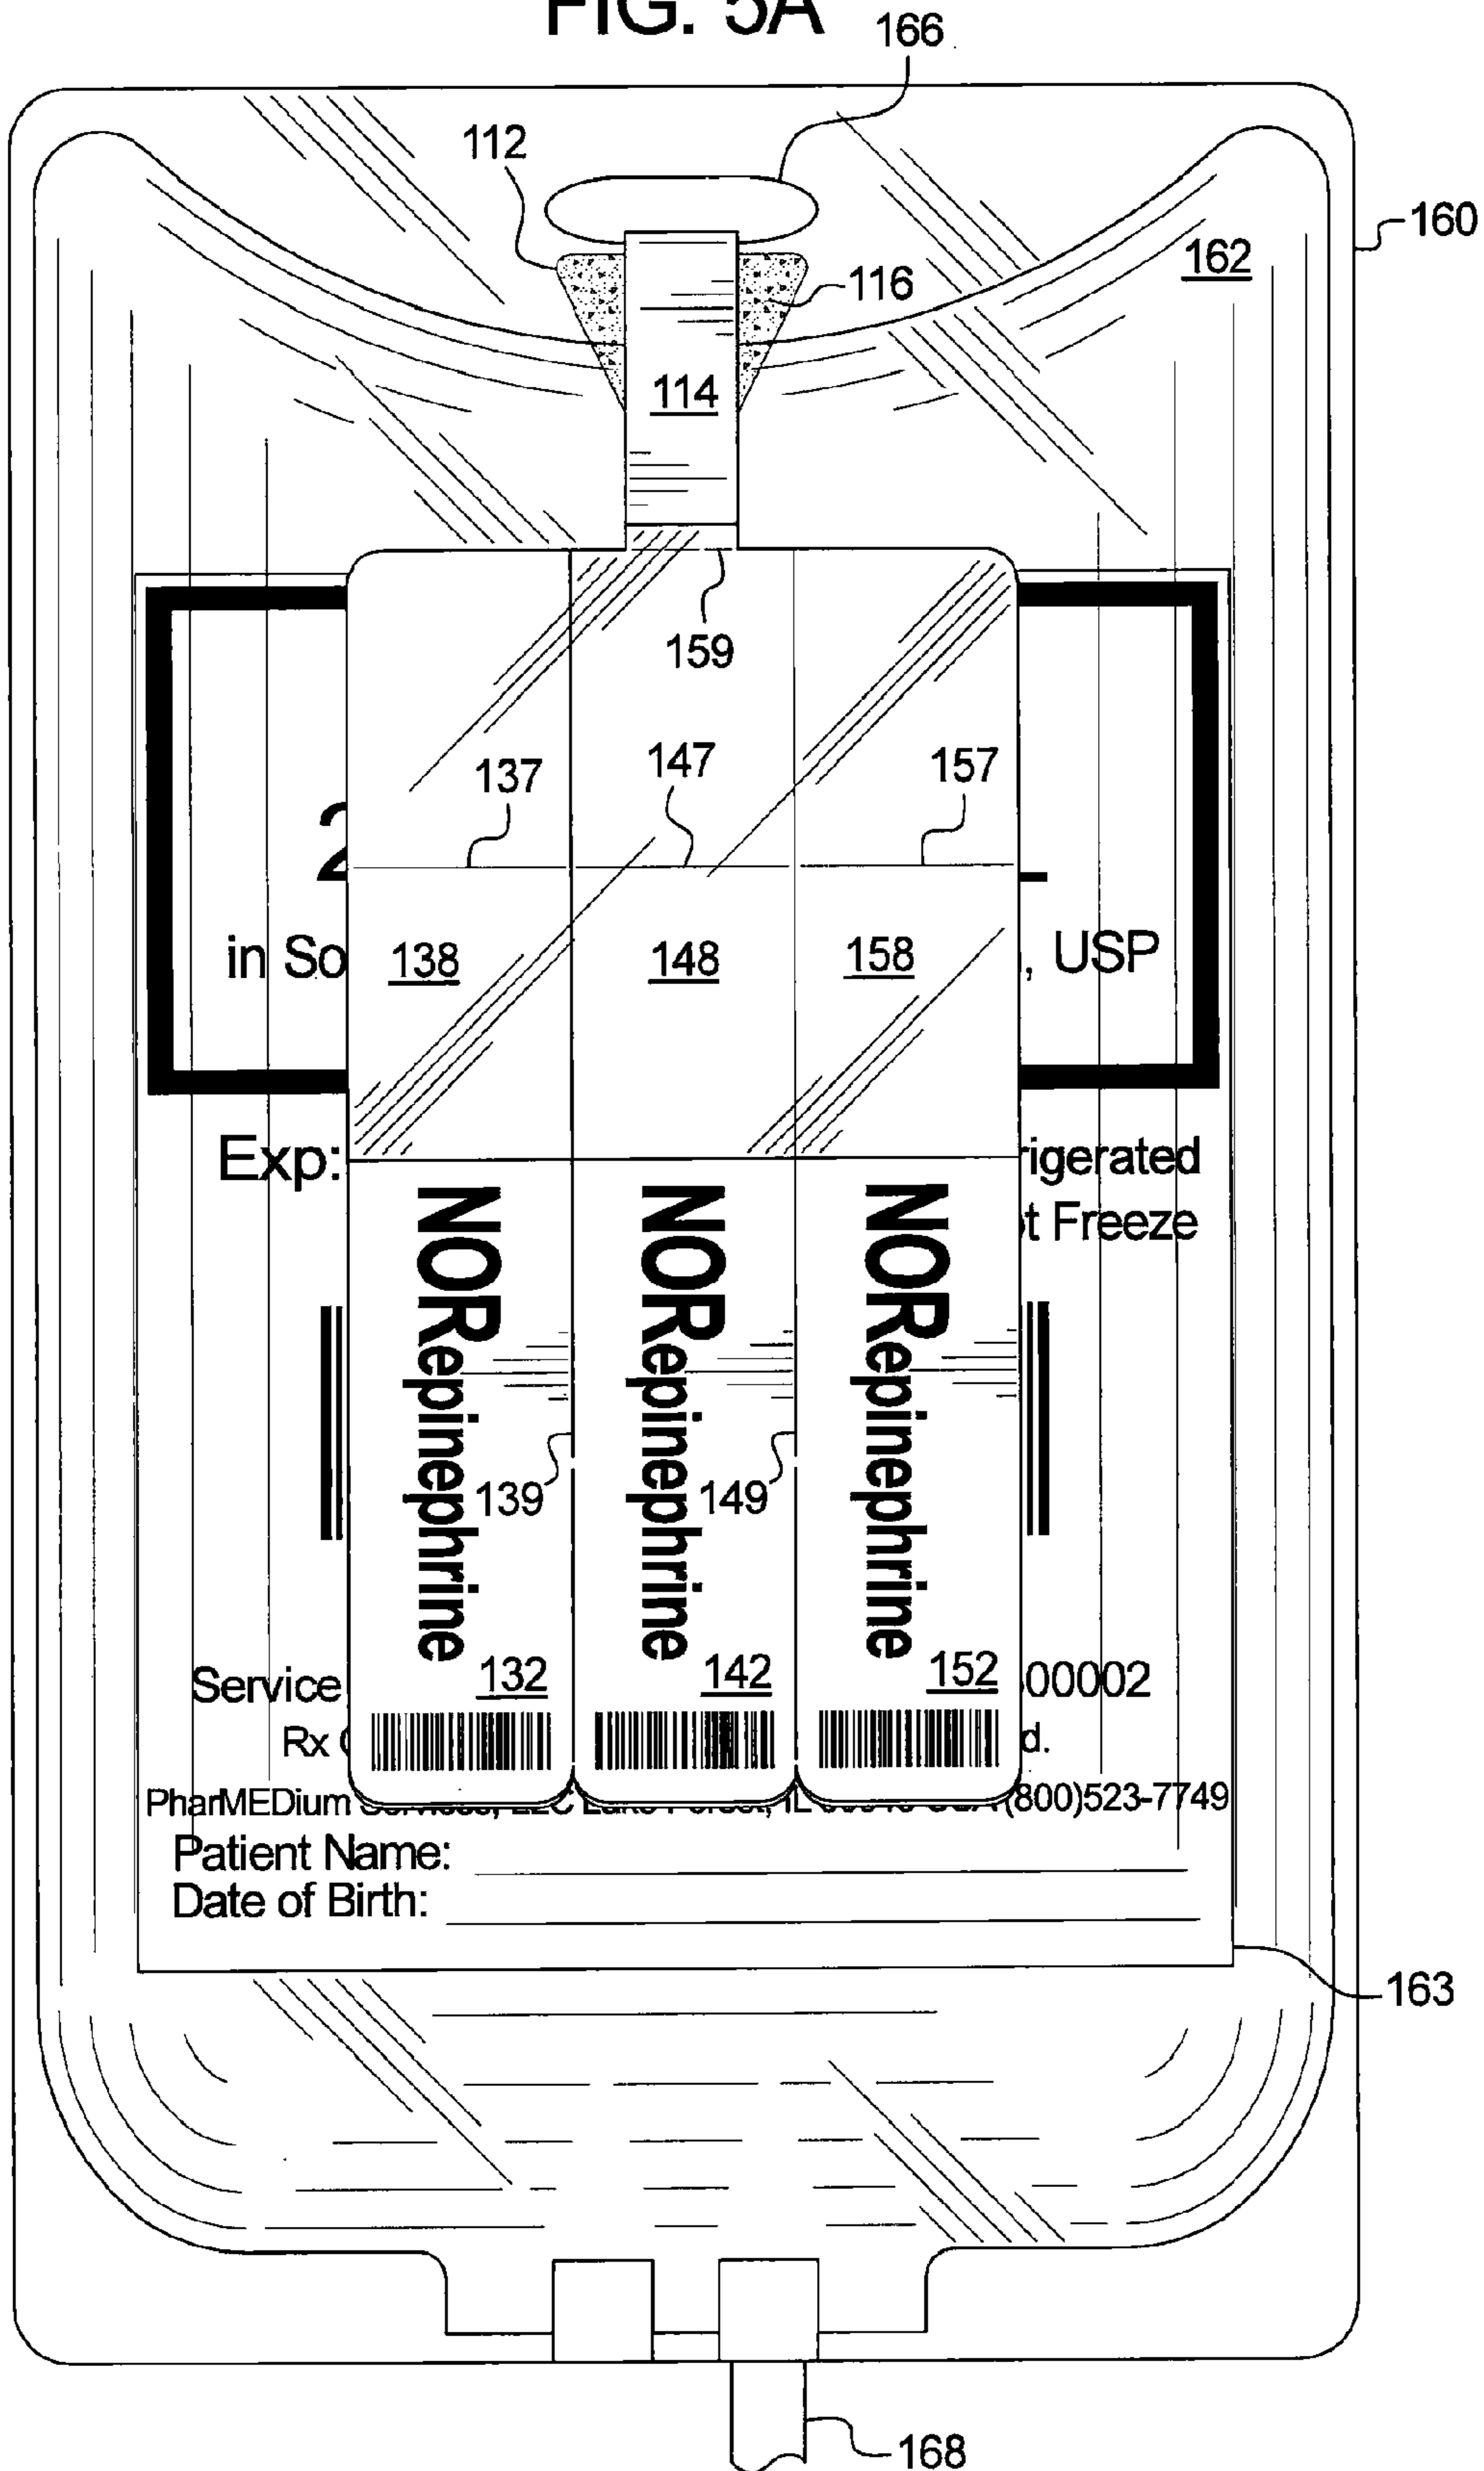 FIG. 5A
166
112
160
162
116
114
159
137
147
157
2
in So
, USP
138
148
158
Exp:
rigerated
t Freeze
NORepinephrine
NORepinephrine
NORepinephrine
139
149
132
142
152
Service
00002
Rx
d.
PharMEDium
(800)523-7749
Patient Name:
Date of Birth:
163
168